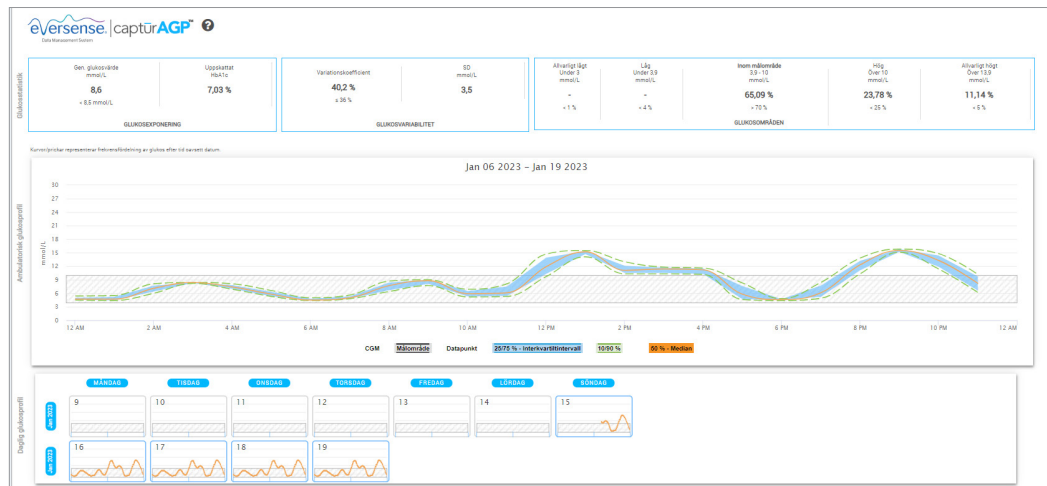 eversense. | captūrAGP™ ?
Data Management System
Glukosstatistik
Gen. glukosvärde
mmol/L
8,6
< 8,5 mmol/L
Uppskattat
HbA1c
7,03 %
GLUKOSEXPONERING
Variationskoefficient
40,2 %
≤ 36 %
SD
mmol/L
3,5
GLUKOSVARIABILITET
Allvarligt lågt
Under 3
mmol/L
-
< 1 %
Låg
Under 3,9
mmol/L
-
< 4 %
Inom målområde
3,9 - 10
mmol/L
65,09 %
> 70 %
Hög
Över 10
mmol/L
23,78 %
< 25 %
Allvarligt högt
Över 13,9
mmol/L
11,14 %
< 5 %
GLUKOSOMRÅDEN
Kurvor/prickar representerar frekvensfördelning av glukos efter tid oavsett datum.
Ambulatorisk glukosprofil
Jan 06 2023 – Jan 19 2023
mmol/L
30
27
24
21
18
15
12
9
6
3
0
12 AM 2 AM 4 AM 6 AM 8 AM 10 AM 12 PM 2 PM 4 PM 6 PM 8 PM 10 PM 12 AM
CGM Målområde Datapunkt 25/75 % - Interkvartiltintervall 10/90 % 50 % - Median
Daglig glukosprofil
MÅNDAG TISDAG ONSDAG TORSDAG FREDAG LÖRDAG SÖNDAG
Jan 2023
9 10 11 12 13 14 15
Jan 2023
16 17 18 19